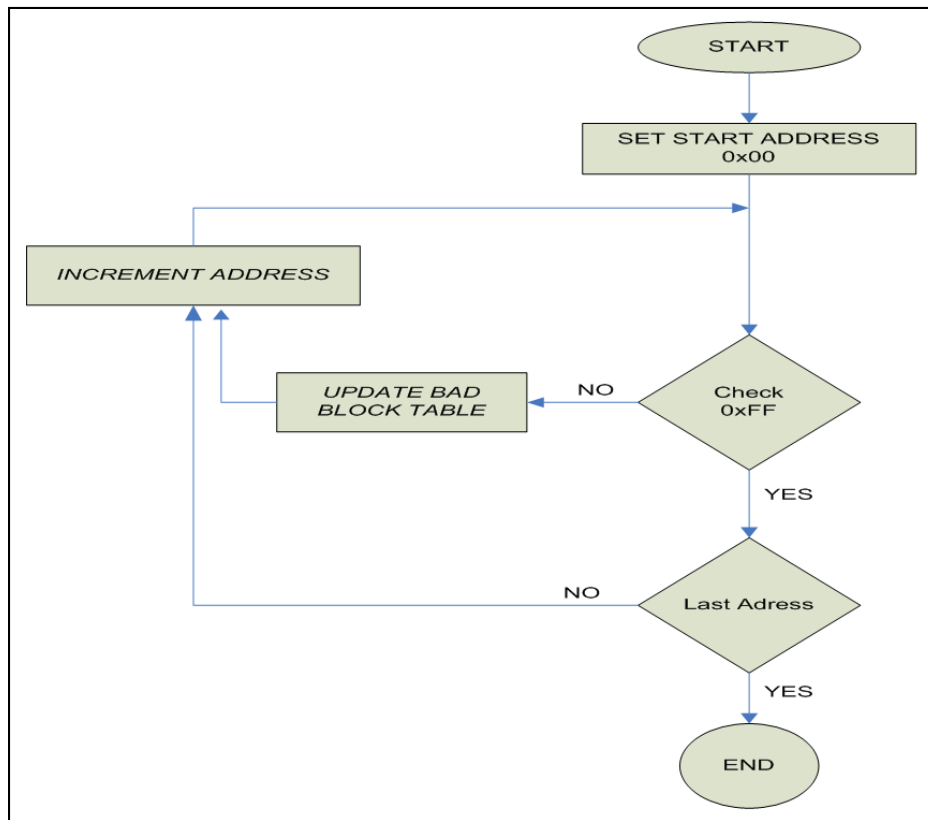 START
SET START ADDRESS
0x00
INCREMENT ADDRESS
UPDATE BAD
BLOCK TABLE
NO
Check
0xFF
YES
NO
Last Adress
YES
END